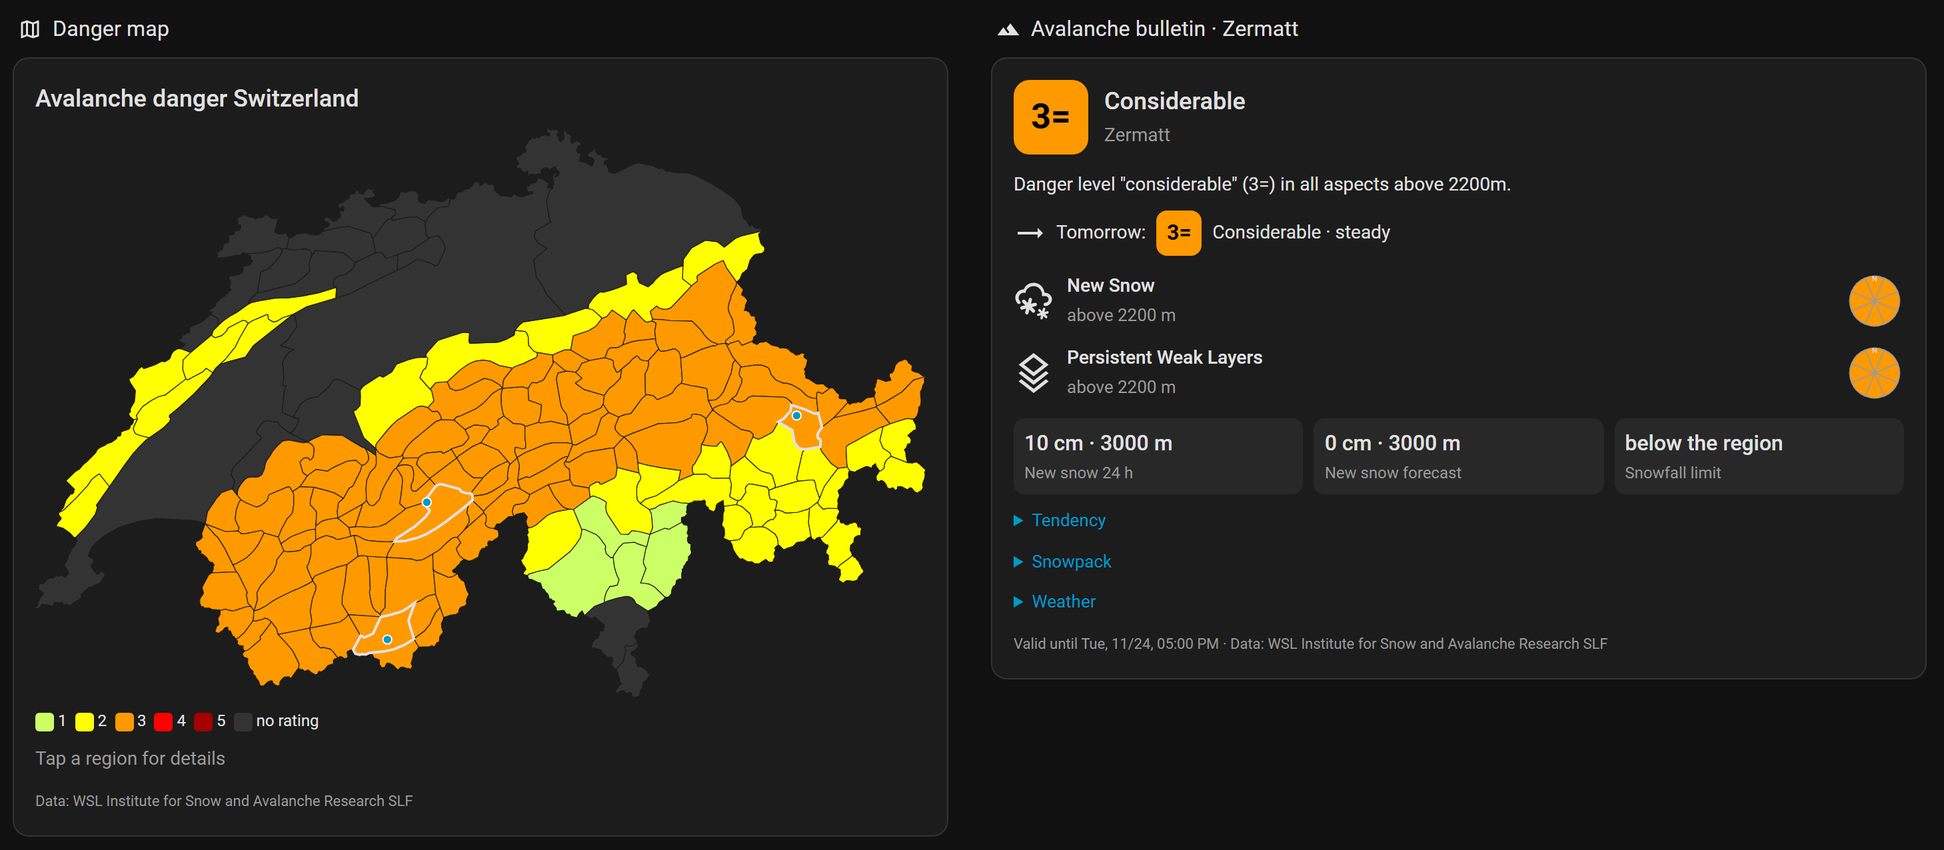 Danger map
Avalanche danger Switzerland
1 2 3 4 5 no rating
Tap a region for details
Data: WSL Institute for Snow and Avalanche Research SLF
Avalanche bulletin · Zermatt
3=
Considerable
Zermatt
Danger level "considerable" (3=) in all aspects above 2200m.
Tomorrow: 3= Considerable · steady
New Snow
above 2200 m
N
Persistent Weak Layers
above 2200 m
N
10 cm · 3000 m
New snow 24 h
0 cm · 3000 m
New snow forecast
below the region
Snowfall limit
Tendency
Snowpack
Weather
Valid until Tue, 11/24, 05:00 PM · Data: WSL Institute for Snow and Avalanche Research SLF